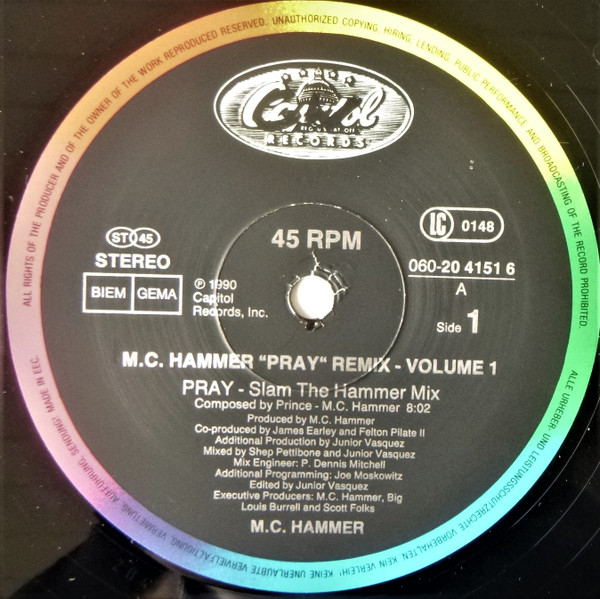 ALL RIGHTS OF THE PRODUCER AND OF THE OWNER OF THE WORK REPRODUCED RESERVED. UNAUTHORIZED COPYING, HIRING, LENDING, PUBLIC PERFORMANCE AND BROADCASTING OF THE RECORD PROHIBITED.
Capitol
REG. U.S. PAT. OFF.
RECORDS
ST 45
STEREO
BIEM GEMA
℗ 1990
Capitol
Records, Inc.
45 RPM
LC 0148
060-20 4151 6
A
Side 1
M.C. HAMMER "PRAY" REMIX - VOLUME 1
PRAY - Slam The Hammer Mix
Composed by Prince - M.C. Hammer 8:02
Produced by M.C. Hammer
Co-produced by James Earley and Felton Pilate II
Additional Production by Junior Vasquez
Mixed by Shep Pettibone and Junior Vasquez
Mix Engineer: P. Dennis Mitchell
Additional Programming: Joe Moskowitz
Edited by Junior Vasquez
Executive Producers: M.C. Hammer, Big
Louis Burrell and Scott Folks
M.C. HAMMER
ALLE URHEBER- UND LEISTUNGSSCHUTZRECHTE VORBEHALTEN. KEIN VERLEIH! KEINE UNERLAUBTE VERVIELFÄLTIGUNG, VERMIETUNG, AUFFÜHRUNG, SENDUNG! MADE IN EEC.